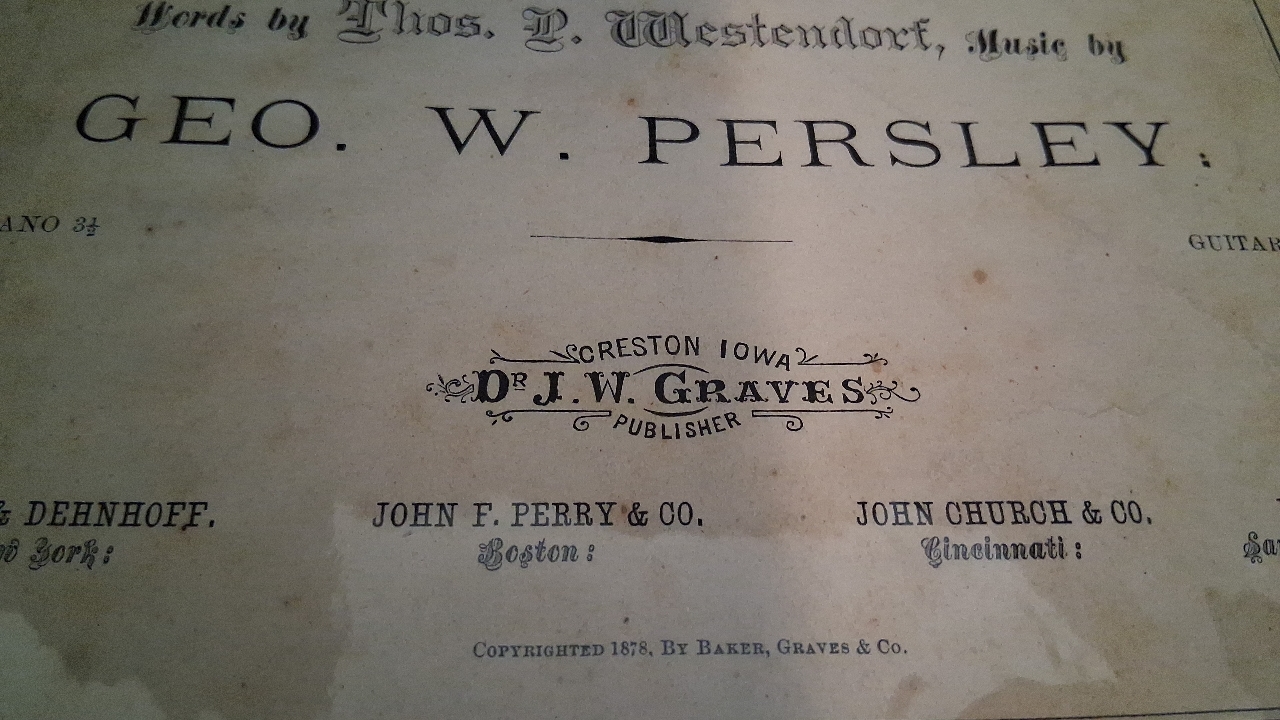 Words by Thos. P. Westendorf, Music by
GEO. W. PERSLEY.
ANO 3½
GUITAR
CRESTON IOWA
DR J. W. GRAVES
PUBLISHER
& DEHNHOFF. JOHN F. PERRY & CO. JOHN CHURCH & CO.
York: Boston: Cincinnati:
COPYRIGHTED 1878, BY BAKER, GRAVES & CO.